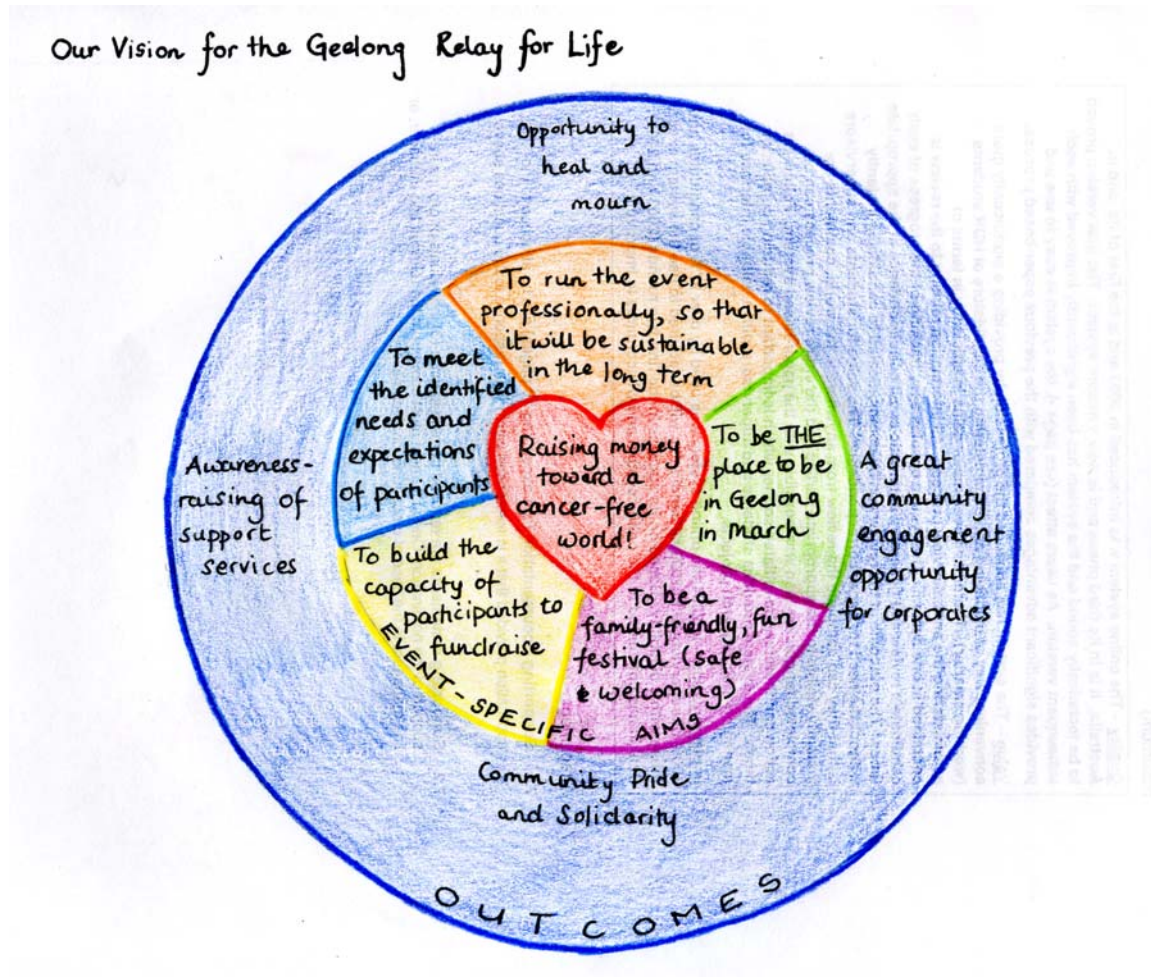 Our Vision for the Geelong Relay for Life
Opportunity to
heal and
mourn
To run the event
professionally, so that
it will be sustainable
in the long term
To meet
the identified
needs and
expectations
of participants
Raising money
toward a
cancer-free
world!
To be THE
place to be
in Geelong
in March
Awareness-
raising of
support
services
A great
community
engagement
opportunity
for corporates
To build the
capacity of
participants to
fundraise
To be a
family-friendly, fun
festival (safe
& welcoming)
EVENT-SPECIFIC AIMS
Community Pride
and Solidarity
OUTCOMES